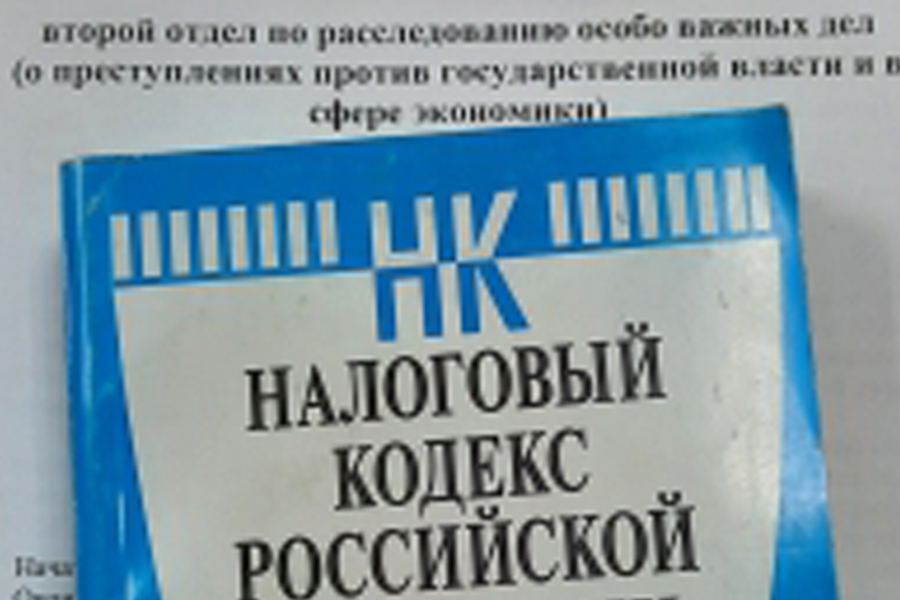 второй отдел по расследованию особо важных дел
(о преступлениях против государственной власти и в
сфере экономики)
НК
НАЛОГОВЫЙ
КОДЕКС
РОССИЙСКОЙ